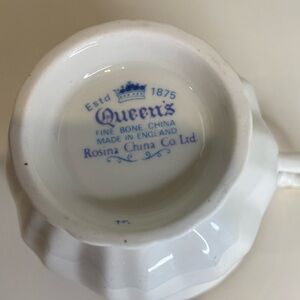 Estd 1875
Queen's
FINE BONE CHINA
MADE IN ENGLAND
Rosina China Co Ltd